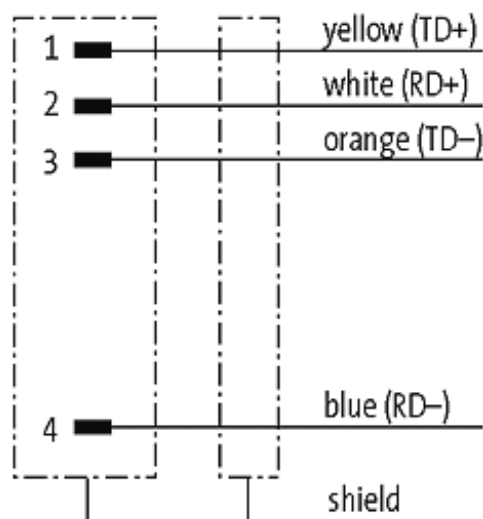 1 yellow (TD+)
2 white (RD+)
3 orange (TD–)
4 blue (RD–)
shield